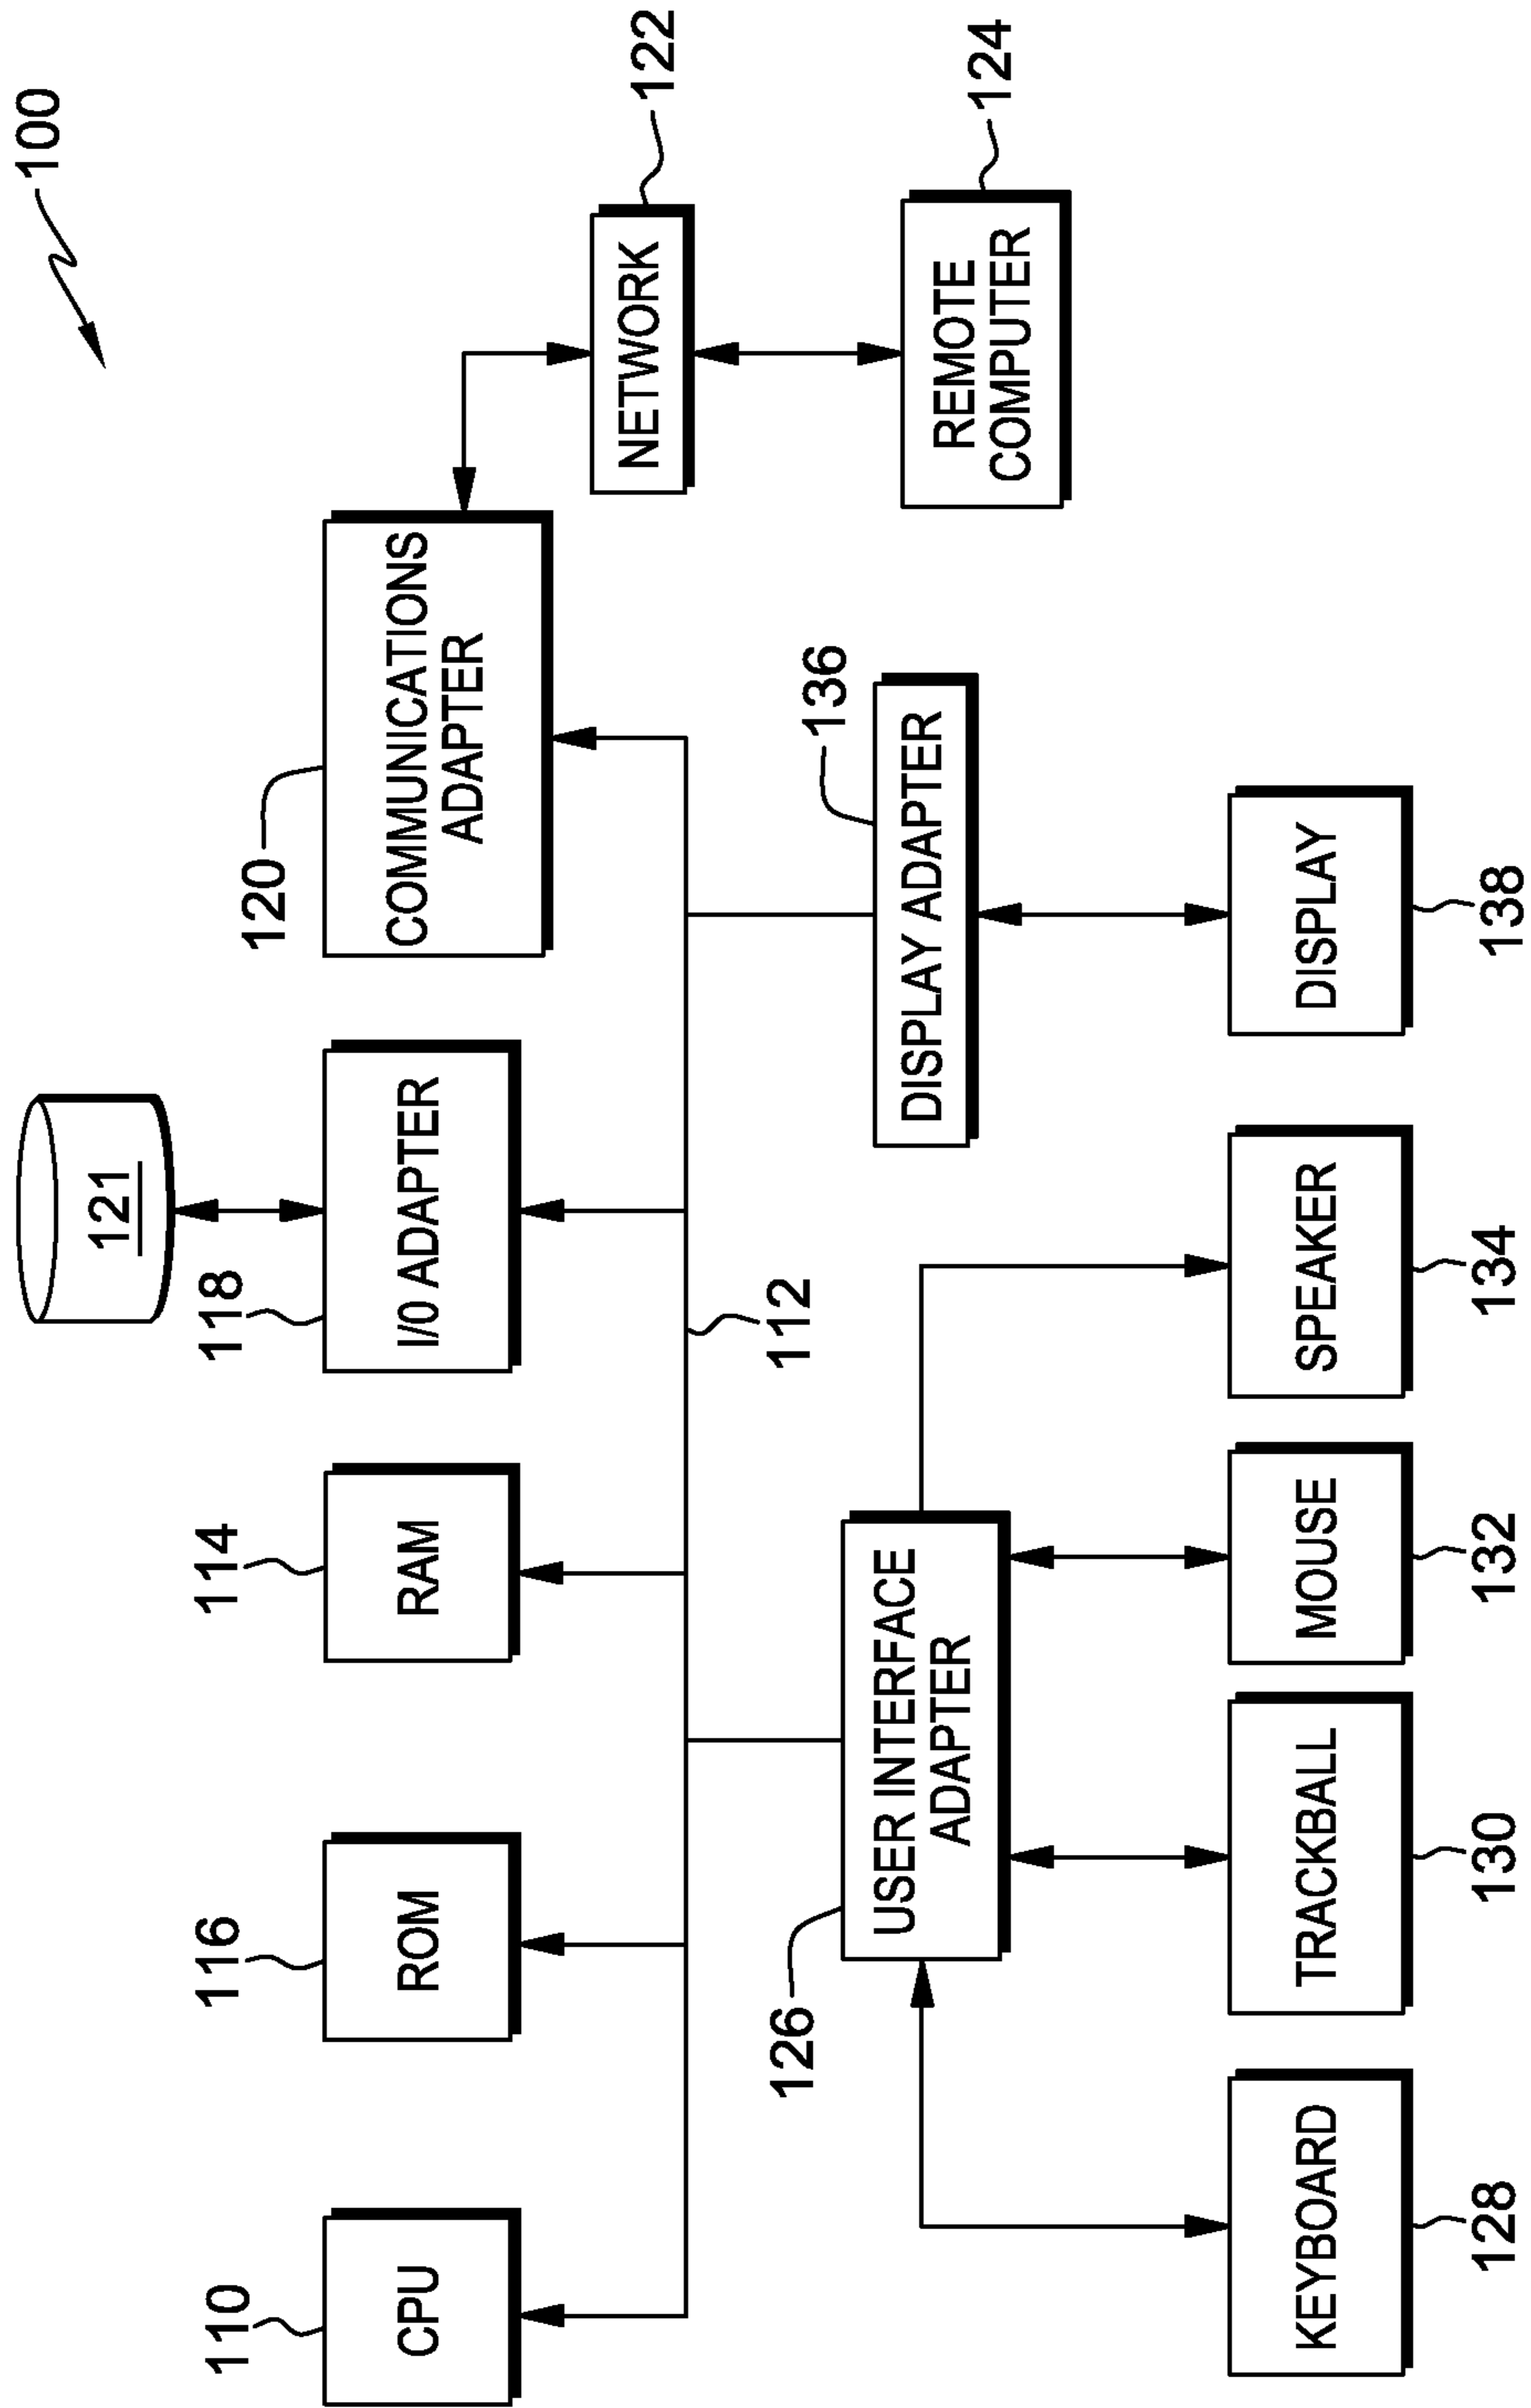 100
121
110
116
114
118
120
CPU
ROM
RAM
I/0 ADAPTER
COMMUNICATIONS
ADAPTER
NETWORK
122
112
126
USER INTERFACE
ADAPTER
136
DISPLAY ADAPTER
REMOTE
COMPUTER
124
KEYBOARD
TRACKBALL
MOUSE
SPEAKER
DISPLAY
128
130
132
134
138